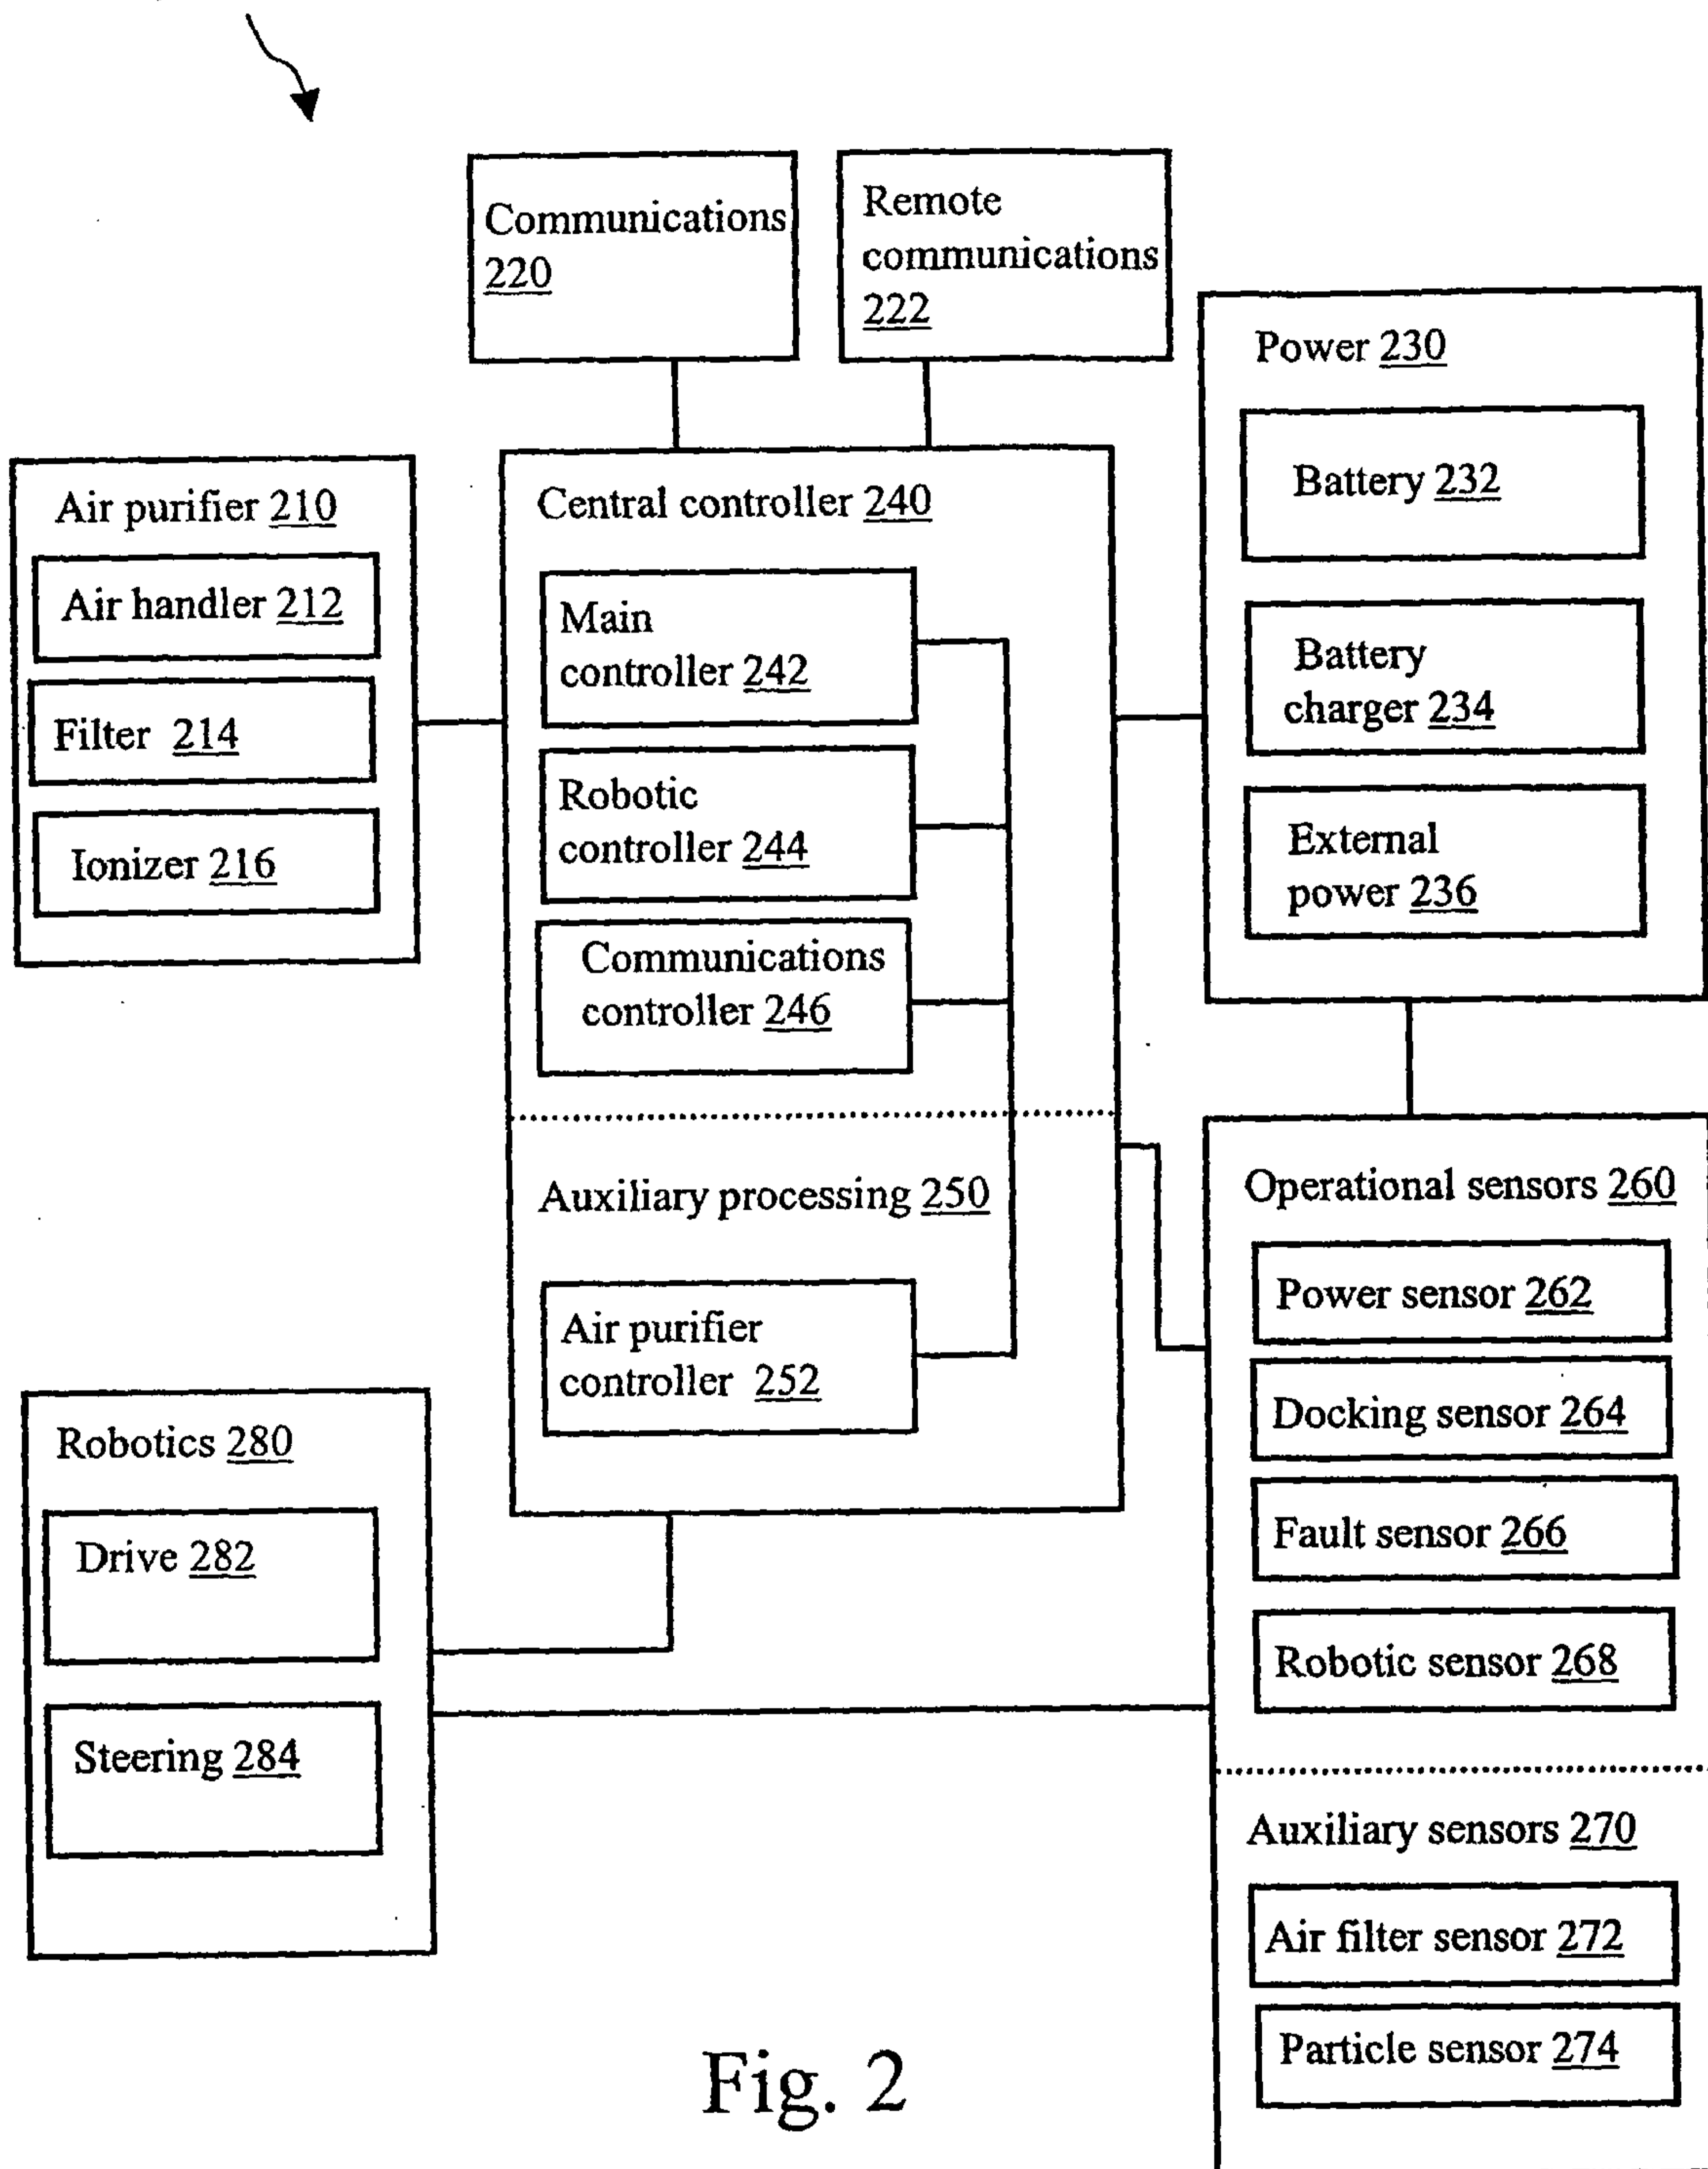 Communications
220
Remote
communications
222
Power 230
Battery 232
Battery
charger 234
External
power 236
Air purifier 210
Air handler 212
Filter 214
Ionizer 216
Central controller 240
Main
controller 242
Robotic
controller 244
Communications
controller 246
Auxiliary processing 250
Air purifier
controller 252
Operational sensors 260
Power sensor 262
Docking sensor 264
Fault sensor 266
Robotic sensor 268
Auxiliary sensors 270
Air filter sensor 272
Particle sensor 274
Robotics 280
Drive 282
Steering 284
Fig. 2